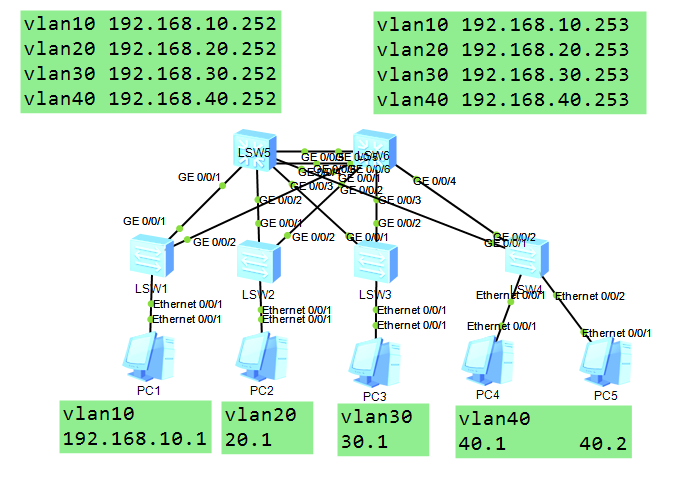 vlan10 192.168.10.252
vlan20 192.168.20.252
vlan30 192.168.30.252
vlan40 192.168.40.252
vlan10 192.168.10.253
vlan20 192.168.20.253
vlan30 192.168.30.253
vlan40 192.168.40.253
LSW5
LSW6
GE 0/0/1
GE 0/0/3
GE 0/0/1
GE 0/0/2
GE 0/0/4
GE 0/0/2
GE 0/0/3
GE 0/0/1
GE 0/0/1
GE 0/0/2
GE 0/0/2
GE 0/0/2
GE 0/0/1
GE 0/0/2
GE 0/0/1
LSW1
LSW2
LSW3
LSW4
Ethernet 0/0/1
Ethernet 0/0/1
Ethernet 0/0/1
Ethernet 0/0/1
Ethernet 0/0/2
Ethernet 0/0/1
Ethernet 0/0/1
Ethernet 0/0/1
Ethernet 0/0/1
Ethernet 0/0/1
PC1
PC2
PC3
PC4
PC5
vlan10
192.168.10.1
vlan20
20.1
vlan30
30.1
vlan40
40.1 40.2